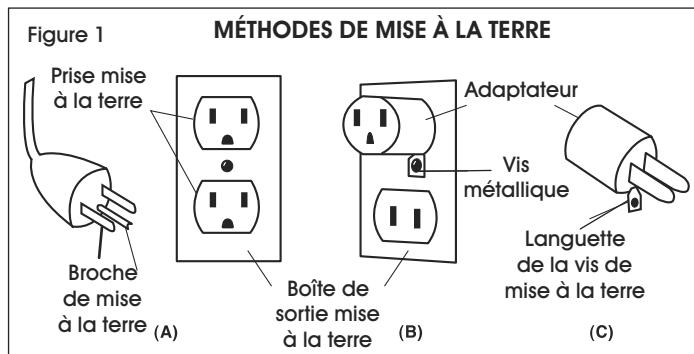 Figure 1
MÉTHODES DE MISE À LA TERRE
Prise mise
à la terre
Adaptateur
Vis
métallique
Broche
de mise
à la terre
(A)
Boîte de
sortie mise
à la terre
(B)
Languette
de la vis de
mise à la terre
(C)